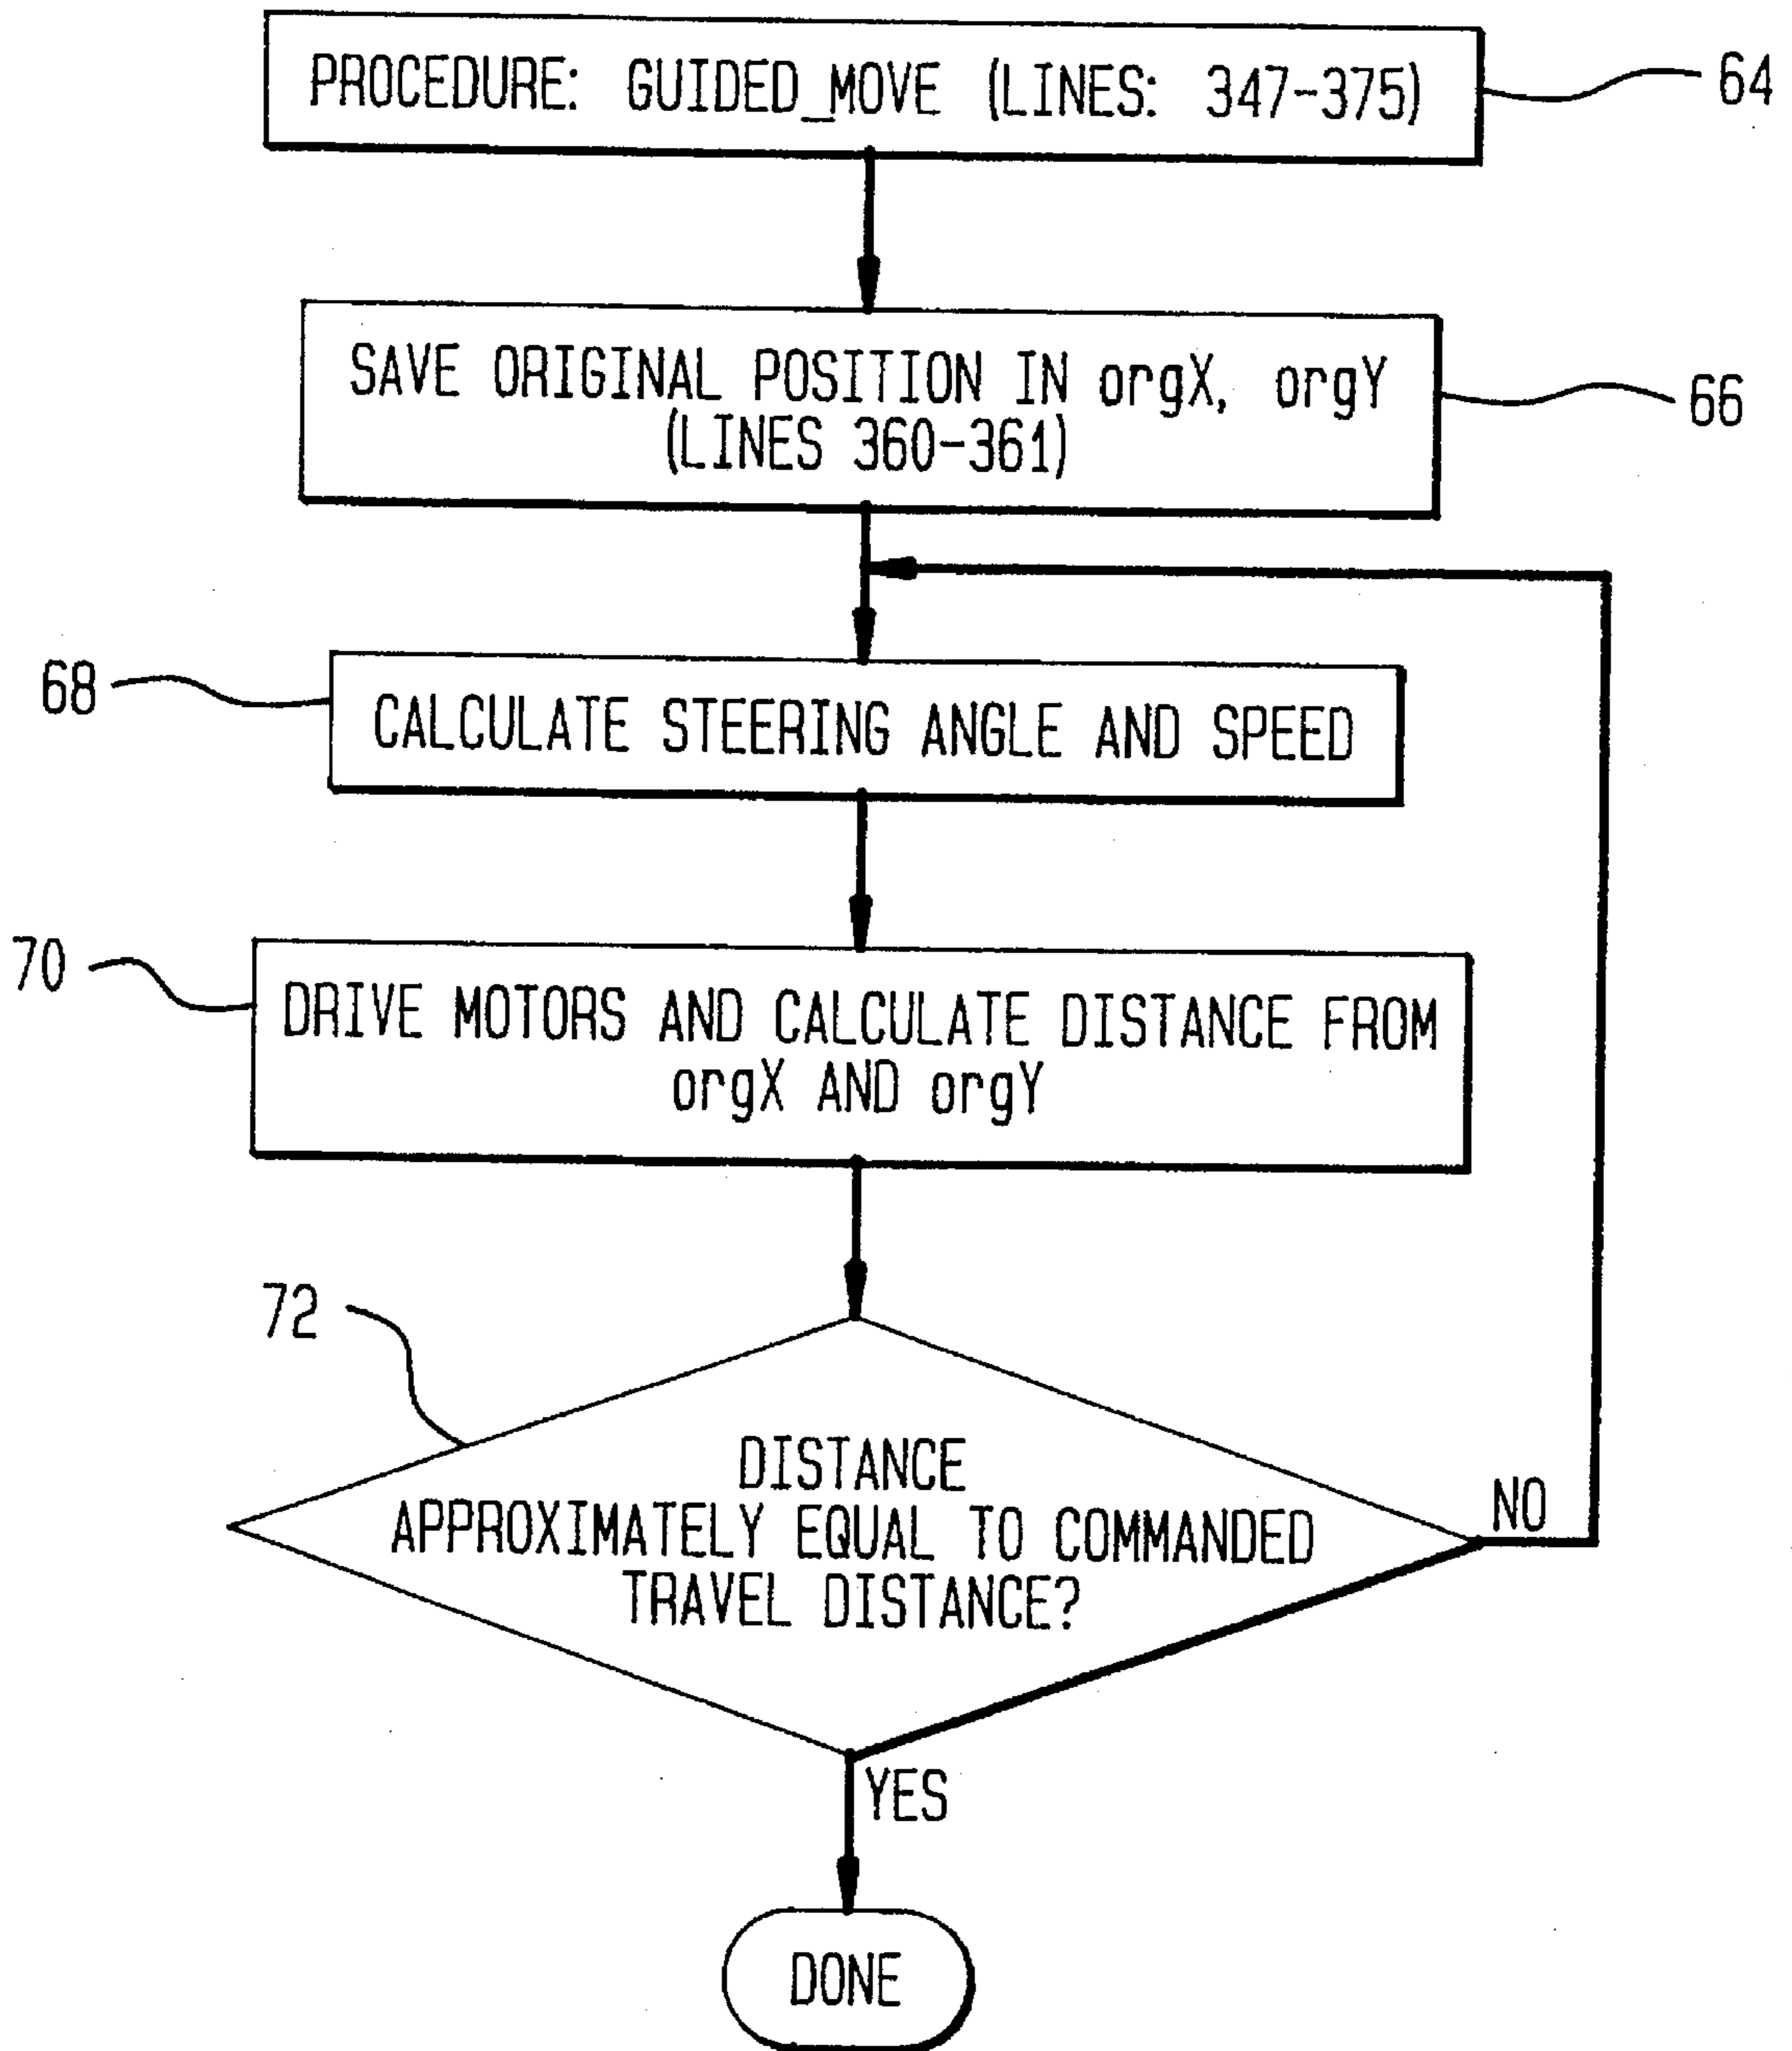 PROCEDURE: GUIDED_MOVE (LINES: 347-375)
64
SAVE ORIGINAL POSITION IN orgX, orgY
(LINES 360-361)
66
68
CALCULATE STEERING ANGLE AND SPEED
70
DRIVE MOTORS AND CALCULATE DISTANCE FROM
orgX AND orgY
72
DISTANCE
APPROXIMATELY EQUAL TO COMMANDED
TRAVEL DISTANCE?
NO
YES
DONE